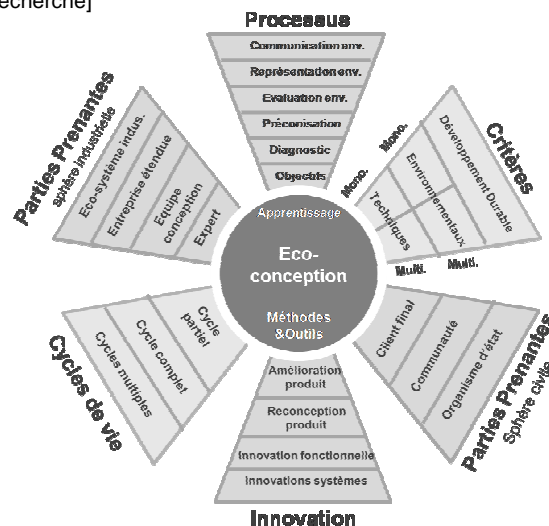 echerche]
Processus
Communication env.
Représentation env.
Evaluation env.
Préconisation
Diagnostic
Objectifs
Parties Prenantes
sphère industrielle
Eco-système indus.
Entreprise étendue
Equipe
conception
Expert
Critères
Mono.
Mono.
Développement Durable
Environnementaux
Techniques
Multi.
Multi.
Apprentissage
Eco-
conception
Méthodes
&Outils
Cycles de vie
Cycle
partiel
Cycle complet
Cycles multiples
Parties Prenantes
Sphère civile
Client final
Communauté
Organisme d'état
Amélioration
produit
Reconception
produit
Innovation fonctionnelle
Innovations systèmes
Innovation